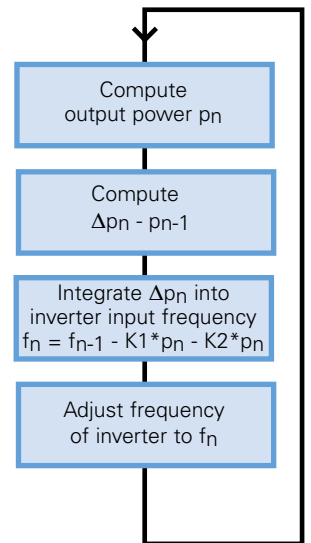 Compute
output power pn
Compute
Δpn - pn-1
Integrate Δpn into
inverter input frequency
fn = fn-1 - K1*pn - K2*pn
Adjust frequency
of inverter to fn